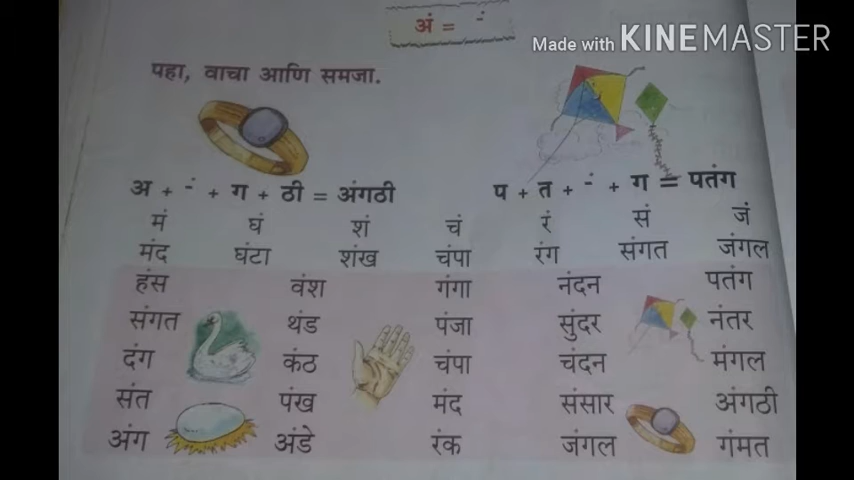 अं = ं
Made with KINEMASTER
पहा, वाचा आणि समजा.
अ + ं + ग + ठी = अंगठी प + त + ं + ग = पतंग
मं घं शं चं रं सं जं
मंद घंटा शंख चंपा रंग संगत जंगल
हंस वंश गंगा नंदन पतंग
संगत थंड पंजा सुंदर नंतर
दंग कंठ चंपा चंदन मंगल
संत पंख मंद संसार अंगठी
अंग अंडे रंक जंगल गंमत